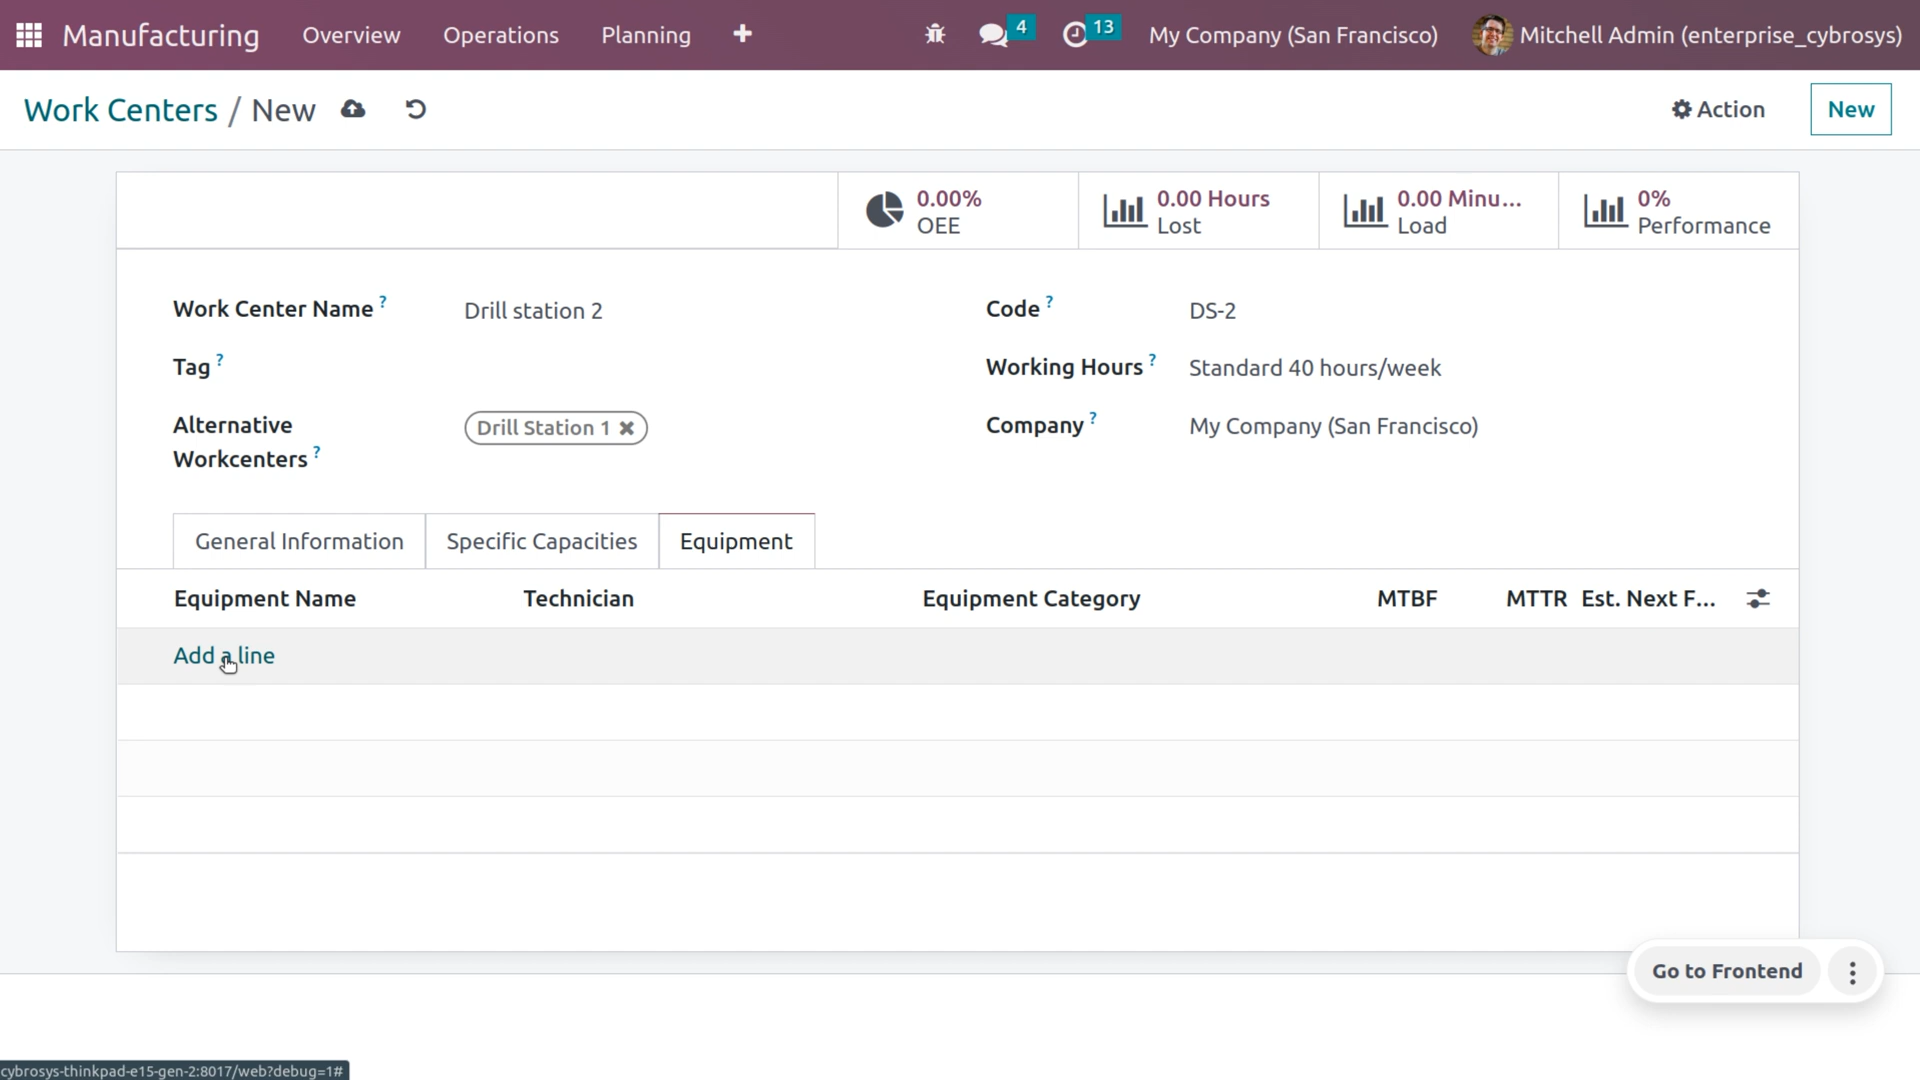 Manufacturing Overview Operations Planning 4 13 My Company (San Francisco) Mitchell Admin (enterprise_cybrosys)
Work Centers / New Action New
0.00% OEE
0.00 Hours Lost
0.00 Minu... Load
0% Performance
Work Center Name ? Drill station 2
Code ? DS-2
Tag ?
Working Hours ? Standard 40 hours/week
Alternative Workcenters ? Drill Station 1
Company ? My Company (San Francisco)
General Information Specific Capacities Equipment
Equipment Name Technician Equipment Category MTBF MTTR Est. Next F...
Add a line
Go to Frontend
cybrosys-thinkpad-e15-gen-2:8017/web?debug=1#